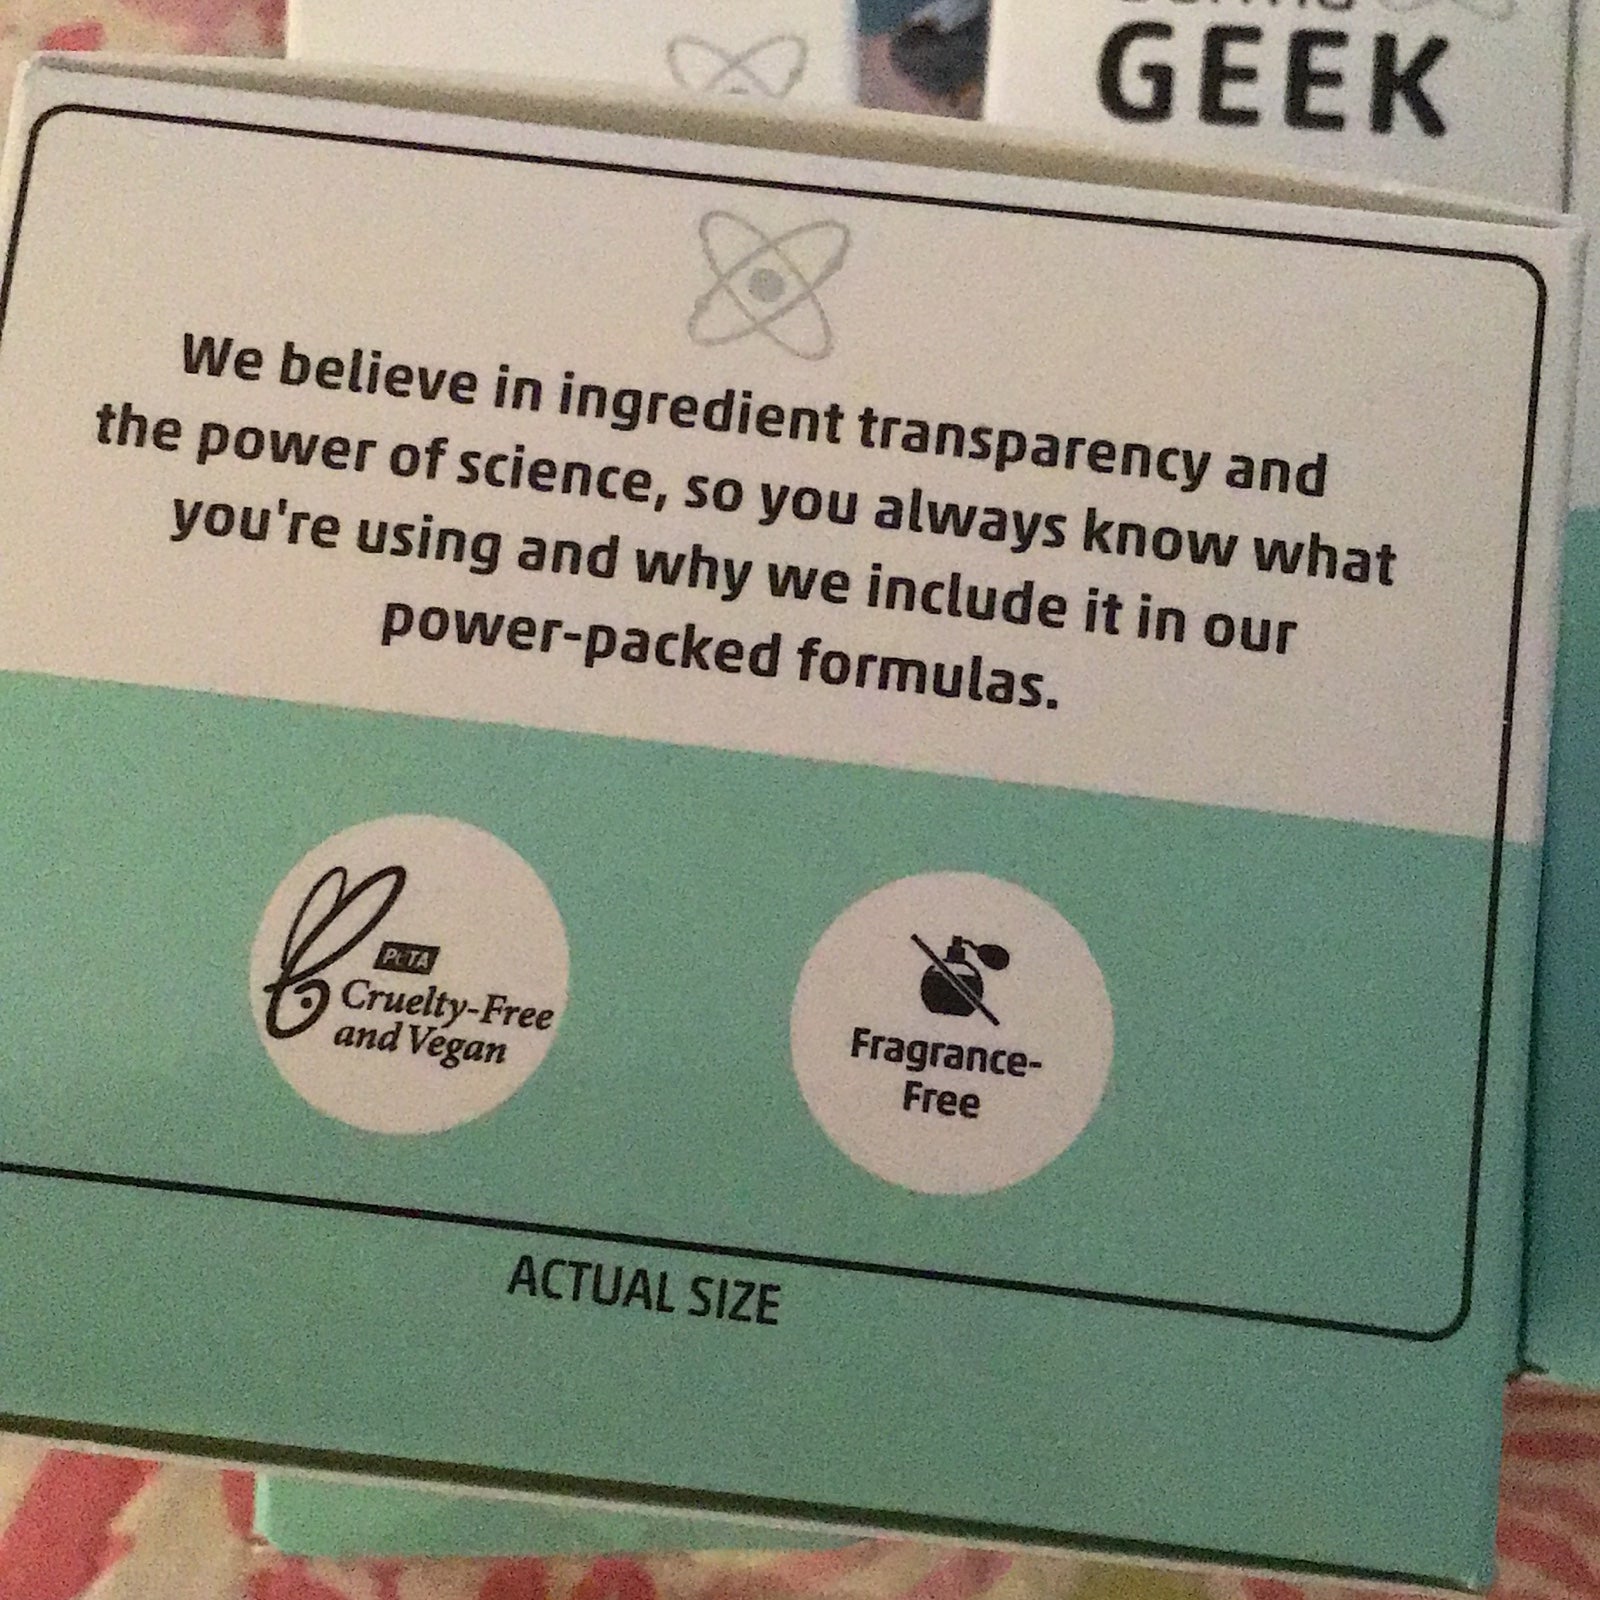 GEEK
We believe in ingredient transparency and
the power of science, so you always know what
you're using and why we include it in our
power-packed formulas.
PETA
Cruelty-Free
and Vegan
Fragrance-
Free
ACTUAL SIZE